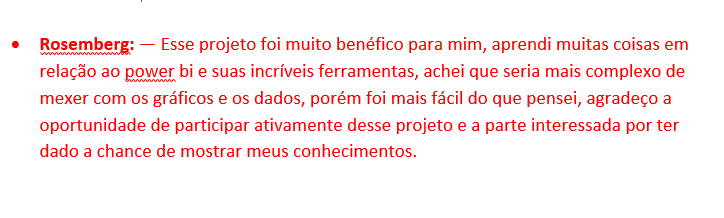 • Rosemberg: — Esse projeto foi muito benéfico para mim, aprendi muitas coisas em
relação ao power bi e suas incríveis ferramentas, achei que seria mais complexo de
mexer com os gráficos e os dados, porém foi mais fácil do que pensei, agradeço a
oportunidade de participar ativamente desse projeto e a parte interessada por ter
dado a chance de mostrar meus conhecimentos.